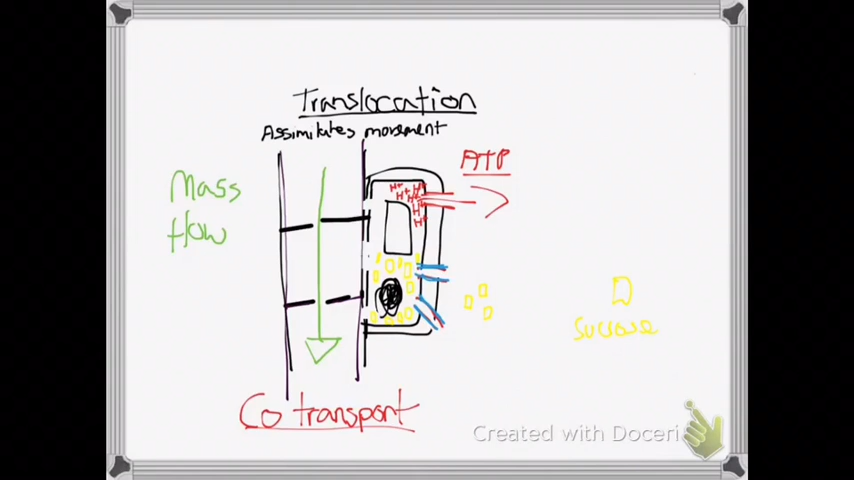 Translocation
Assimilates movement
ATP
Mass
flow
H+ H+
H+ H+
H+
H+
Sucrose
Co transport
Created with Doceri